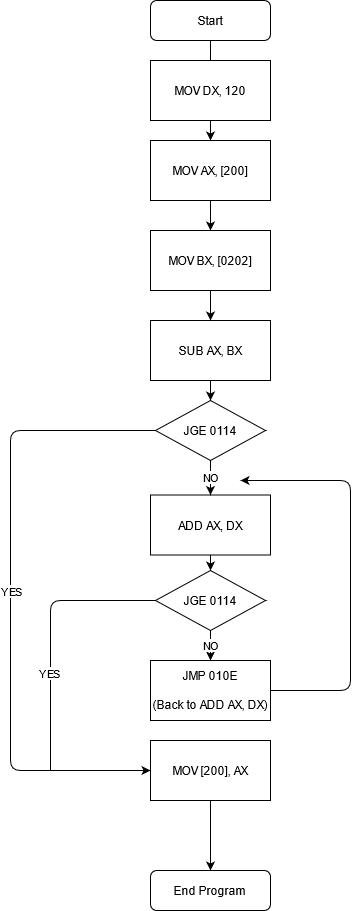 Start
MOV DX, 120
MOV AX, [200]
MOV BX, [0202]
SUB AX, BX
JGE 0114
NO
ADD AX, DX
YES
JGE 0114
NO
YES
JMP 010E
(Back to ADD AX, DX)
MOV [200], AX
End Program